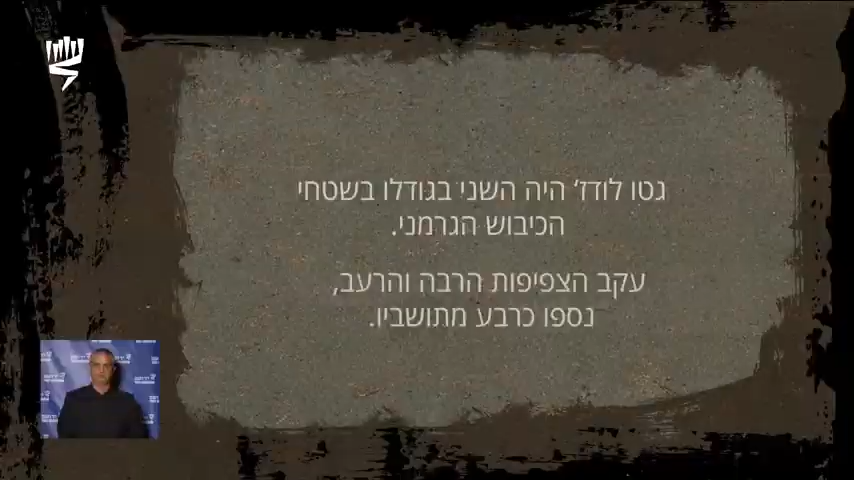 גטו לודז' היה השני בגודלו בשטחי
הכיבוש הגרמני.
עקב הצפיפות הרבה והרעב,
נספו כרבע מתושביו.